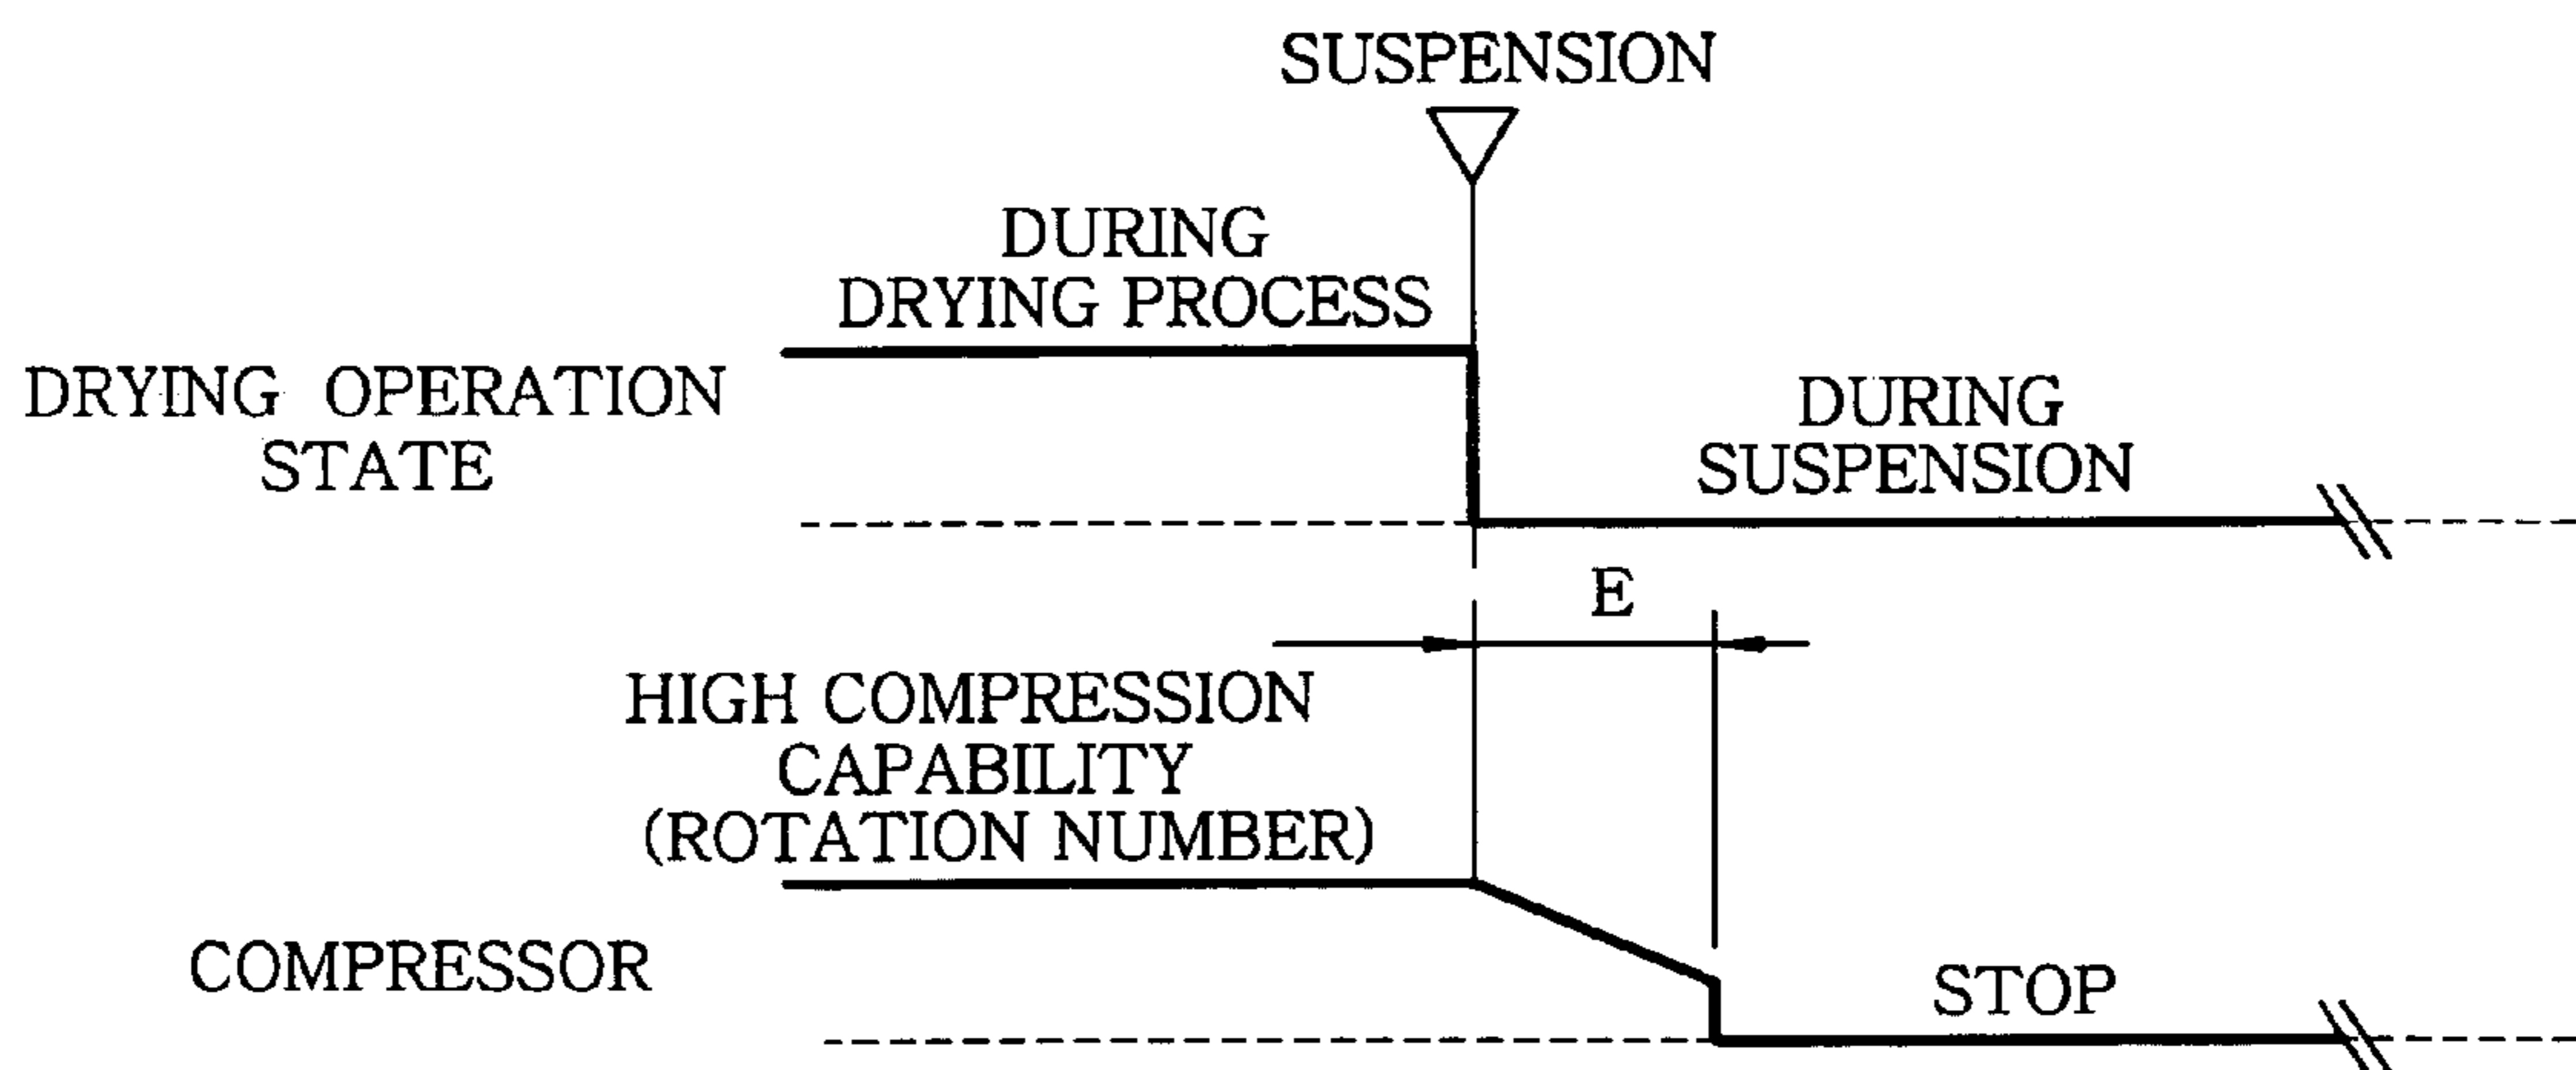 SUSPENSION
DURING
DRYING PROCESS
DRYING OPERATION
STATE
DURING
SUSPENSION
E
HIGH COMPRESSION
CAPABILITY
(ROTATION NUMBER)
COMPRESSOR
STOP